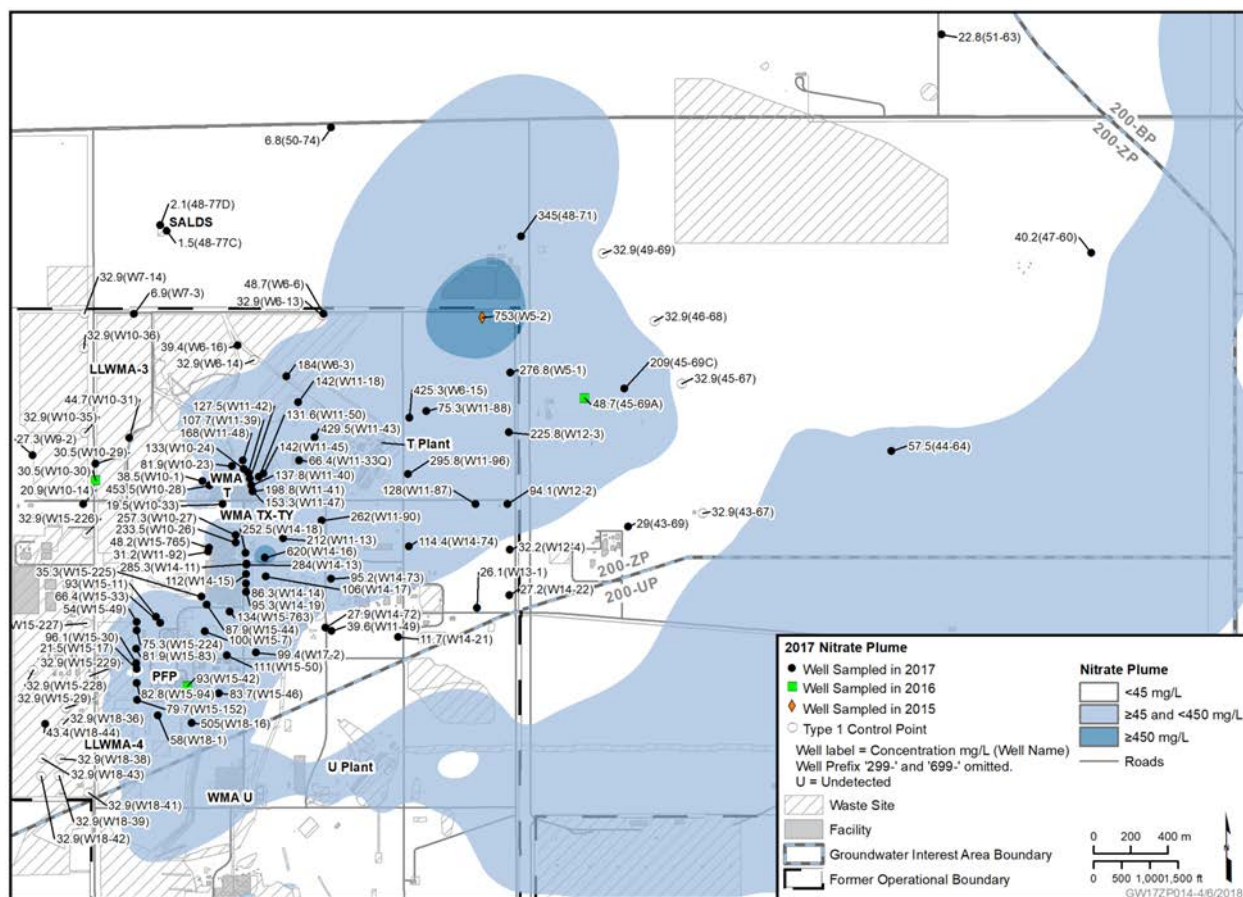 22.8(51-63)
200-BP
200-ZP
6.8(50-74)
2.1(48-77D)
SALDS
1.5(48-77C)
345(48-71)
32.9(49-69)
40.2(47-60)
32.9(W7-14)
6.9(W7-3)
48.7(W6-6)
32.9(W6-13)
753(W5-2)
32.9(46-68)
32.9(W10-36)
39.4(W6-16)
32.9(W6-14)
LLWMA-3
184(W6-3)
276.8(W5-1)
209(45-69C)
32.9(45-67)
142(W11-18)
44.7(W10-31)
127.5(W11-42)
425.3(W6-15)
75.3(W11-88)
48.7(45-69A)
107.7(W11-39)
131.6(W11-50)
32.9(W10-35)
168(W11-48)
429.5(W11-43)
225.8(W12-3)
27.3(W9-2)
133(W10-24)
142(W11-45)
T Plant
57.5(44-64)
30.5(W10-29)
81.9(W10-23)
66.4(W11-33Q)
30.5(W10-30)
38.5(W10-1)
WMA
T
137.8(W11-40)
295.8(W11-96)
453.5(W10-28)
198.8(W11-41)
20.9(W10-14)
19.5(W10-33)
153.3(W11-47)
128(W11-87)
94.1(W12-2)
32.9(W15-226)
WMA TX-TY
32.9(43-67)
257.3(W10-27)
252.5(W14-18)
262(W11-90)
29(43-69)
233.5(W10-26)
212(W11-13)
48.2(W15-765)
620(W14-16)
114.4(W14-74)
32.2(W12-4)
31.2(W11-92)
285.3(W14-11)
284(W14-13)
200-ZP
200-UP
35.3(W15-225)
112(W14-15)
95.2(W14-73)
26.1(W13-1)
93(W15-11)
106(W14-17)
27.2(W14-22)
66.4(W15-33)
86.3(W14-14)
54(W15-49)
95.3(W14-19)
27.9(W14-72)
W15-227)
134(W15-763)
39.6(W11-49)
87.9(W15-44)
11.7(W14-21)
96.1(W15-30)
75.3(W15-224)
100(W15-7)
21.5(W15-17)
81.9(W15-83)
99.4(W17-2)
32.9(W15-229)
111(W15-50)
PFP
93(W15-42)
32.9(W15-228)
82.8(W15-94)
83.7(W15-46)
32.9(W15-29)
79.7(W15-152)
32.9(W18-36)
505(W18-16)
43.4(W18-44)
58(W18-1)
LLWMA-4
32.9(W18-38)
U Plant
32.9(W18-43)
WMA U
32.9(W18-41)
32.9(W18-39)
32.9(W18-42)
2017 Nitrate Plume
Well Sampled in 2017
Well Sampled in 2016
Well Sampled in 2015
Type 1 Control Point
Well label = Concentration mg/L (Well Name)
Well Prefix '299-' and '699-' omitted.
U = Undetected
Waste Site
Facility
Groundwater Interest Area Boundary
Former Operational Boundary
Nitrate Plume
<45 mg/L
≥45 and <450 mg/L
≥450 mg/L
Roads
0 200 400 m
0 500 1,000 1,500 ft
GW17ZP014-4/6/2018